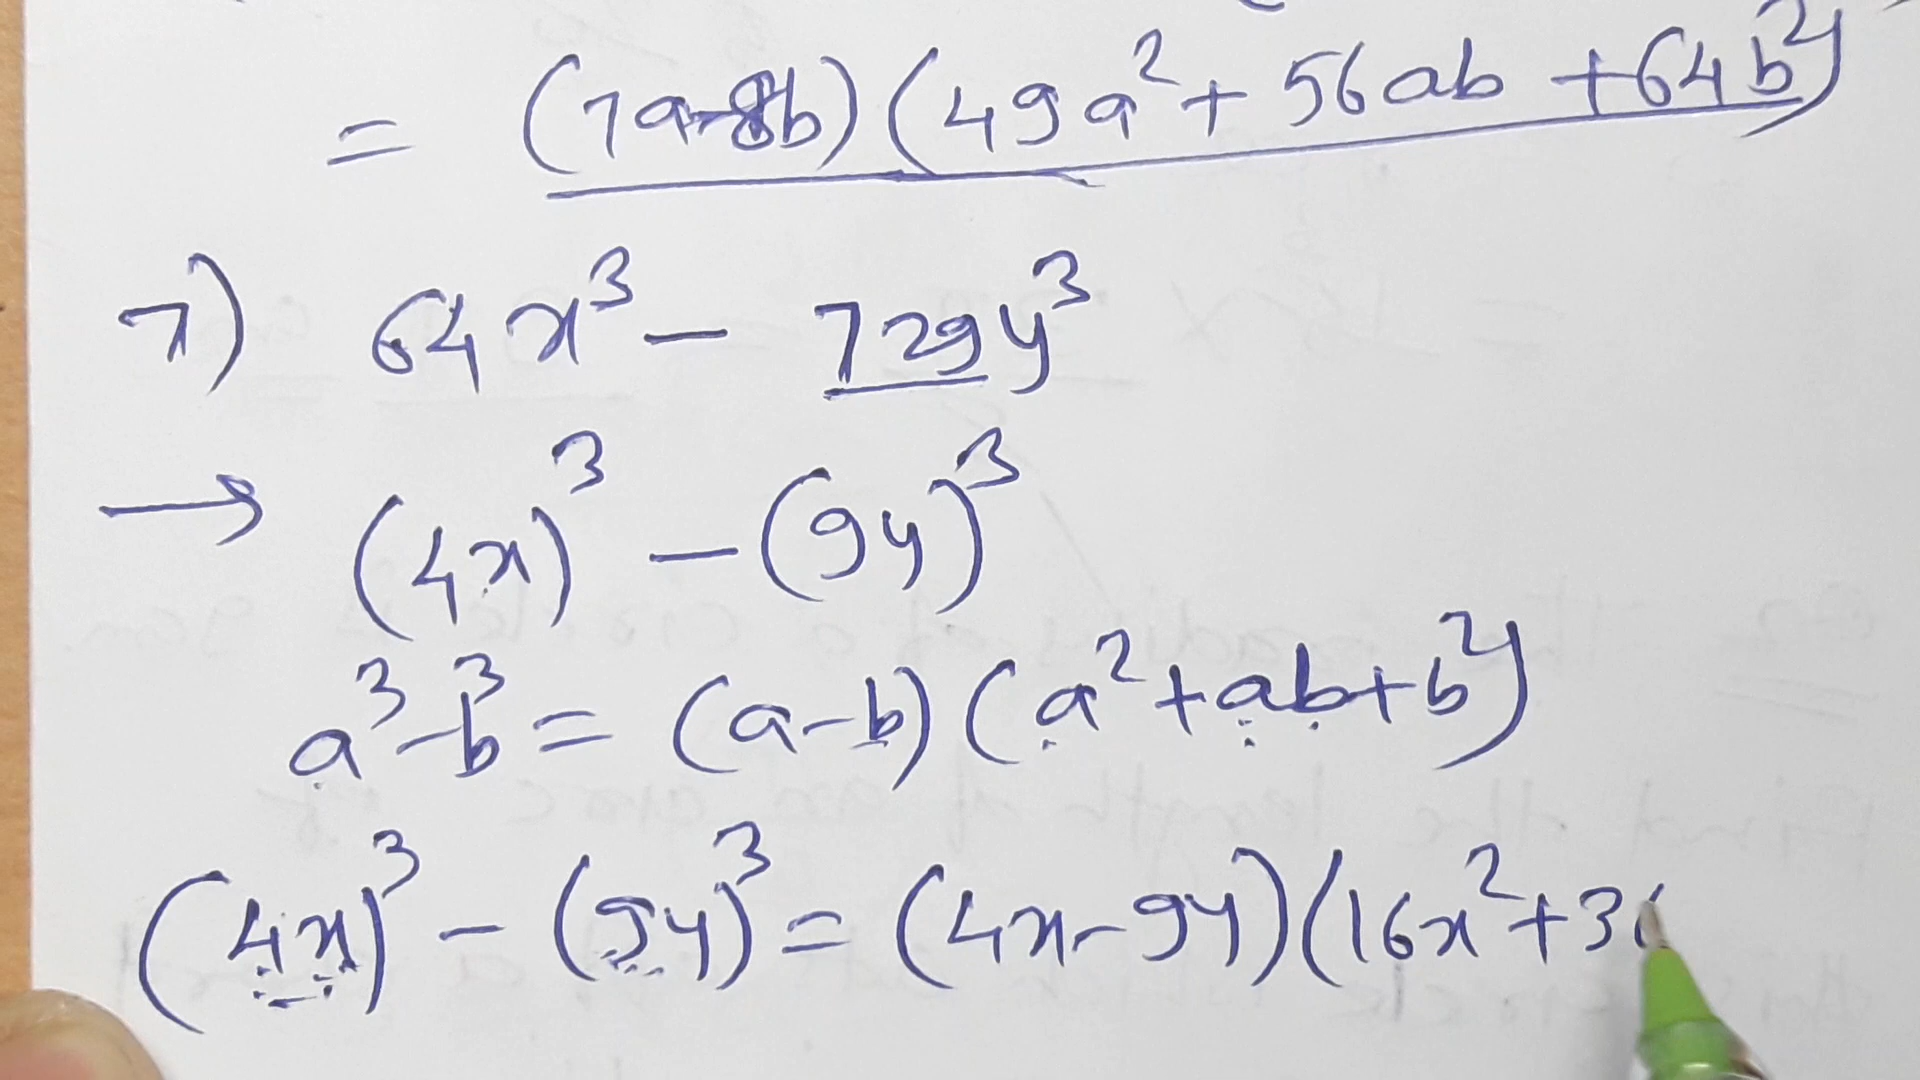 = (7a-8b)(49a²+56ab+64b²)
7) 64x³ - 729y³
→ (4x)³ - (9y)³
a³-b³ = (a-b)(a²+ab+b²)
(4x)³ - (9y)³ = (4x-9y)(16x²+3